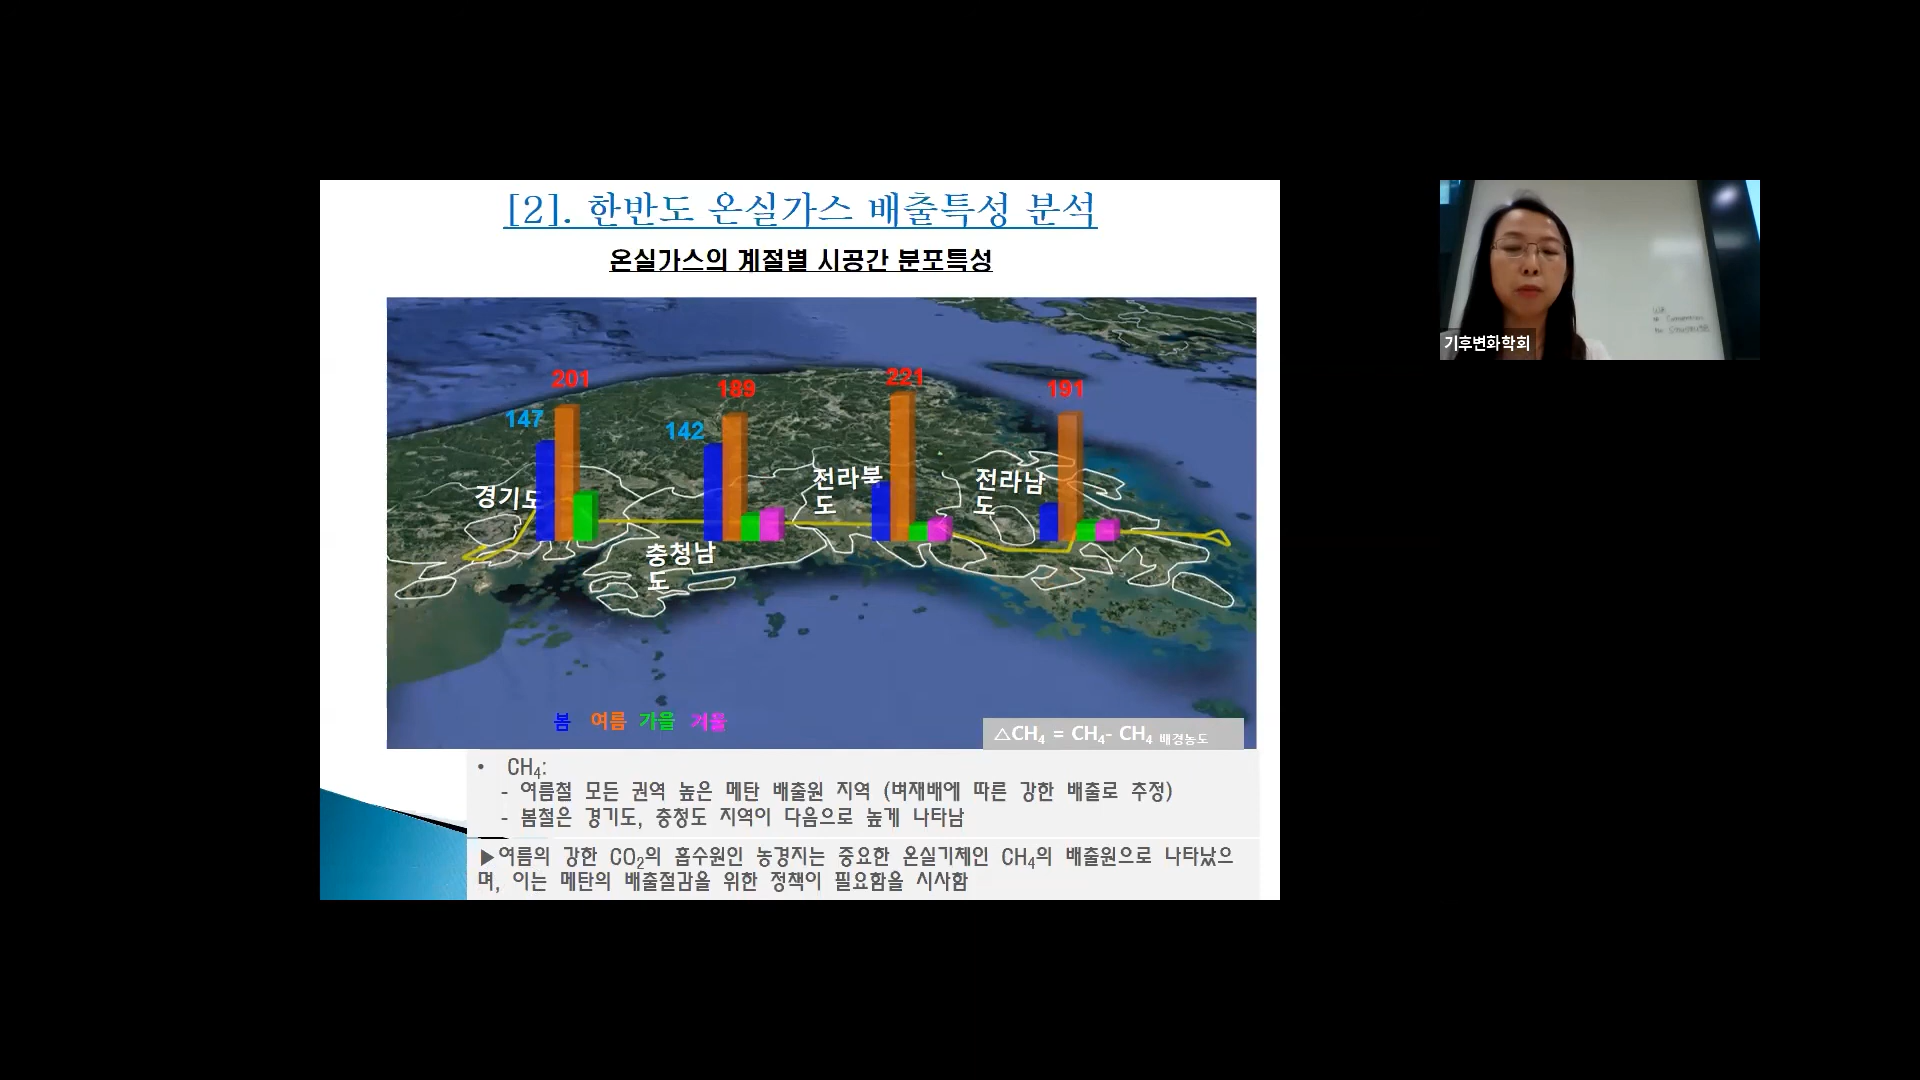 [2]. 한반도 온실가스 배출특성 분석
온실가스의 계절별 시공간 분포특성
201
189
221
191
147
142
경기도
충청남
도
전라북
도
전라남
도
봄 여름 가을 겨울
△CH₄ = CH₄- CH₄ 배경농도
• CH₄:
- 여름철 모든 권역 높은 메탄 배출원 지역 (벼재배에 따른 강한 배출로 추정)
- 봄철은 경기도, 충청도 지역이 다음으로 높게 나타남
▶여름의 강한 CO₂의 흡수원인 농경지는 중요한 온실기체인 CH₄의 배출원으로 나타났으
며, 이는 메탄의 배출절감을 위한 정책이 필요함을 시사함
기후변화학회